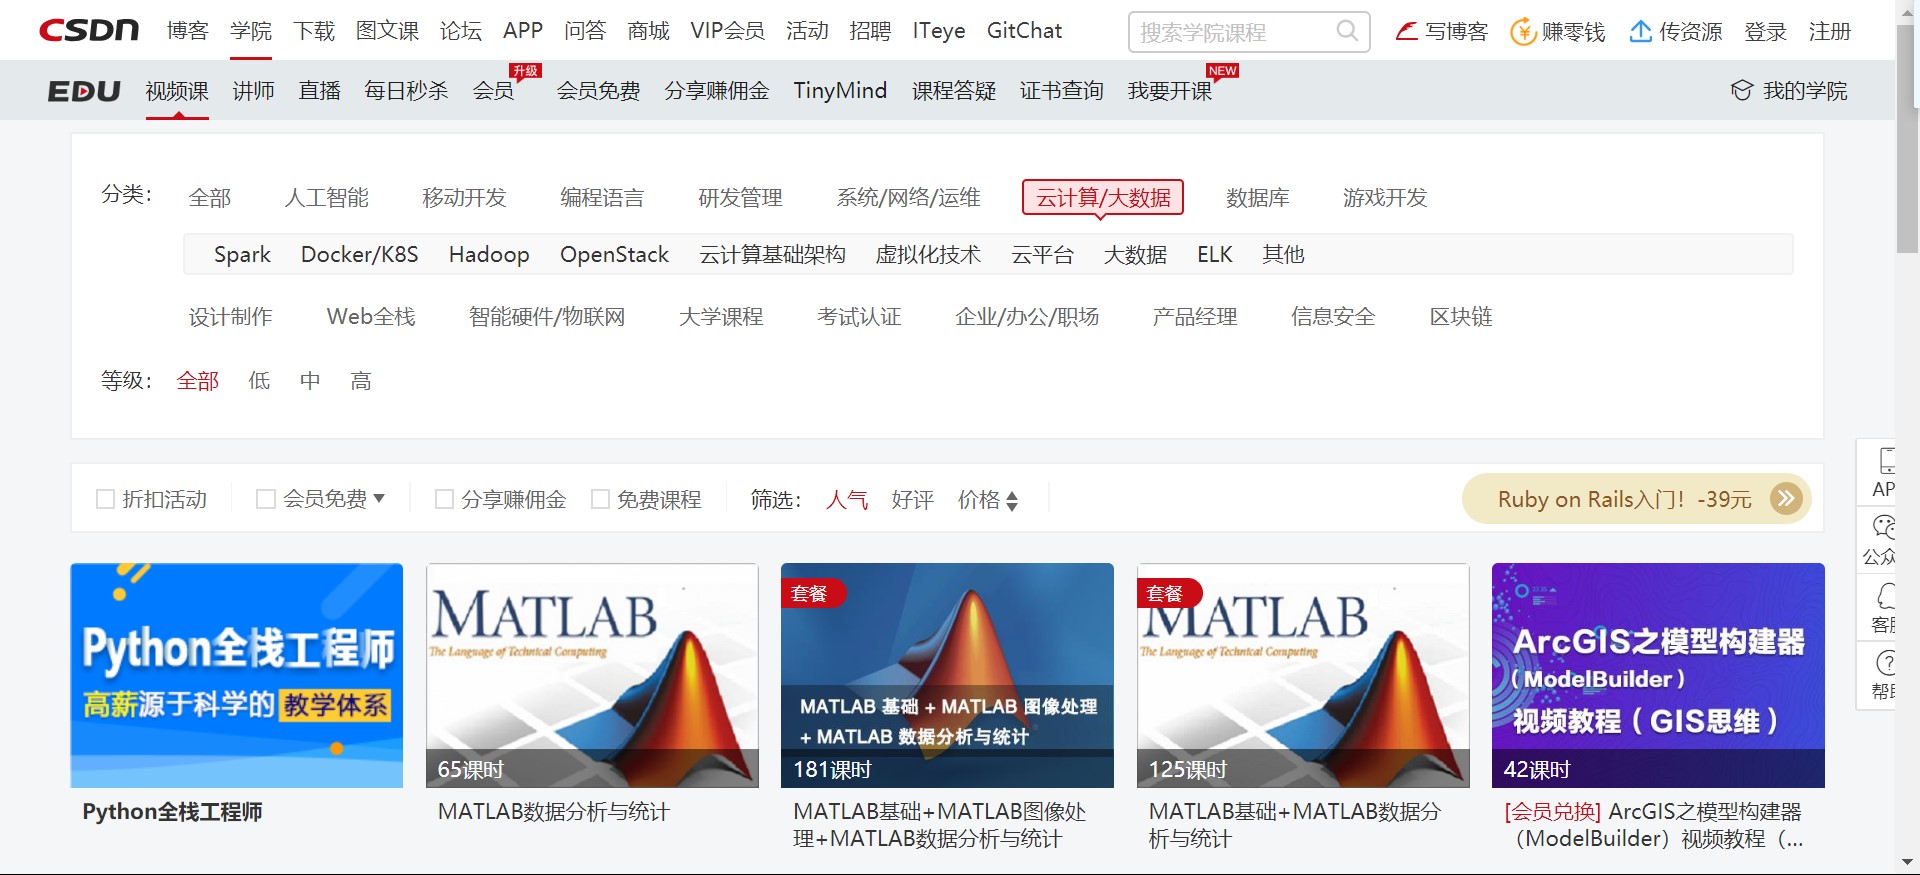 CSDN 博客 学院 下载 图文课 论坛 APP 问答 商城 VIP会员 活动 招聘 ITeye GitChat 搜索学院课程 写博客 赚零钱 传资源 登录 注册
EDU 视频课 讲师 直播 每日秒杀 会员 升级 会员免费 分享赚佣金 TinyMind 课程答疑 证书查询 我要开课 NEW 我的学院
分类： 全部 人工智能 移动开发 编程语言 研发管理 系统/网络/运维 云计算/大数据 数据库 游戏开发
Spark Docker/K8S Hadoop OpenStack 云计算基础架构 虚拟化技术 云平台 大数据 ELK 其他
设计制作 Web全栈 智能硬件/物联网 大学课程 考试认证 企业/办公/职场 产品经理 信息安全 区块链
等级： 全部 低 中 高
折扣活动 会员免费 分享赚佣金 免费课程 筛选： 人气 好评 价格 Ruby on Rails入门！-39元
Python全栈工程师
高薪源于科学的 教学体系
Python全栈工程师
MATLAB
The Language of Technical Computing
65课时
MATLAB数据分析与统计
套餐
MATLAB 基础 + MATLAB 图像处理
+ MATLAB 数据分析与统计
181课时
MATLAB基础+MATLAB图像处
理+MATLAB数据分析与统计
套餐
MATLAB
The Language of Technical Computing
125课时
MATLAB基础+MATLAB数据分
析与统计
ArcGIS之模型构建器
（ModelBuilder）
视频教程（GIS思维）
42课时
[会员兑换] ArcGIS之模型构建器
（ModelBuilder）视频教程（...
AP
公众
客服
帮